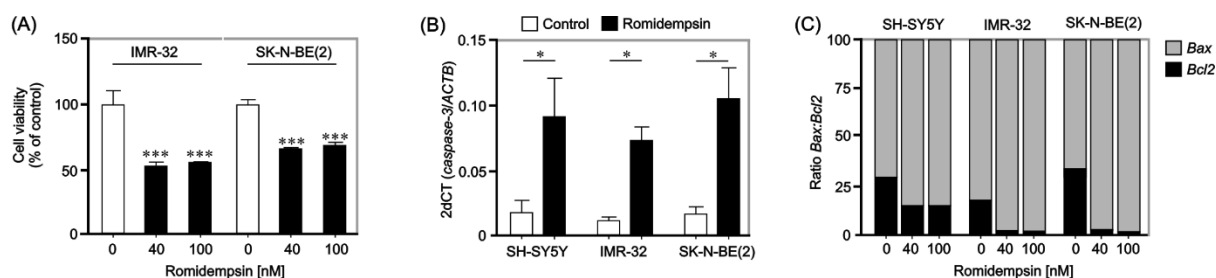 (A)
150
100
50
0
Cell viability
(% of control)
IMR-32
SK-N-BE(2)
*** ***
*** ***
0 40 100 0 40 100
Romidempsin [nM]
(B)
Control Romidempsin
0.15
0.10
0.05
0
2dCT (caspase-3/ACTB)
* * *
SH-SY5Y IMR-32 SK-N-BE(2)
(C)
SH-SY5Y IMR-32 SK-N-BE(2)
100
75
50
25
0
Ratio Bax:Bcl2
0 40 100 0 40 100 0 40 100
Romidempsin [nM]
Bax
Bcl2